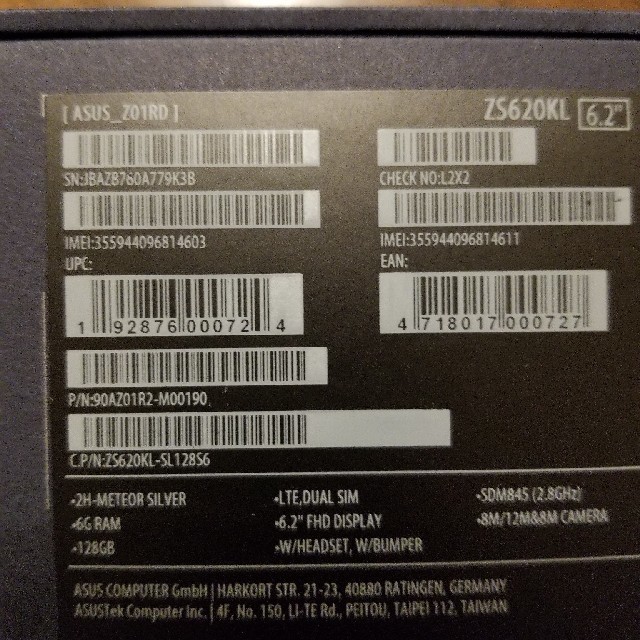 [ ASUS_Z01RD ]
ZS620KL 6.2"
SN:JBAZB760A779K3B
CHECK NO:L2X2
IMEI:355944096814603
IMEI:355944096814611
UPC:
EAN:
1 92876 00072 4
4 718017 000727
P/N:90AZ01R2-M00190
C.P/N:ZS620KL-SL128S6
•2H-METEOR SILVER
•LTE,DUAL SIM
•SDM845 (2.8GHz)
•6G RAM
•6.2" FHD DISPLAY
•8M/12M&8M CAMERA
•128GB
•W/HEADSET, W/BUMPER
ASUS COMPUTER GmbH | HARKORT STR. 21-23, 40880 RATINGEN, GERMANY
ASUSTek Computer Inc. | 4F, No. 150, LI-TE Rd., PEITOU, TAIPEI 112, TAIWAN